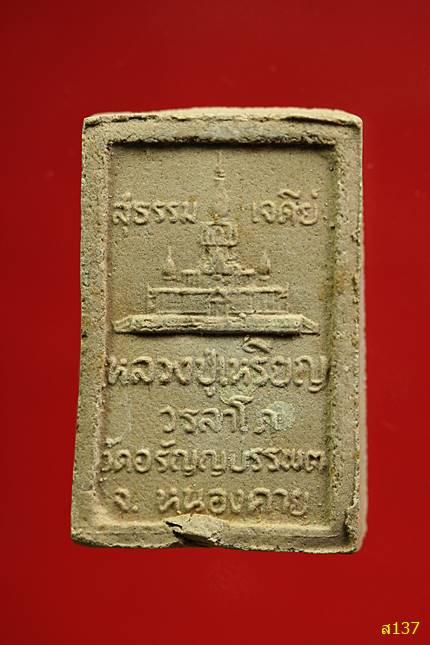 สุธรรม เจดีย์
หลวงปู่เหรียญ
วรลาโภ
วัดอรัญญบรรพต
จ. หนองคาย
ส137